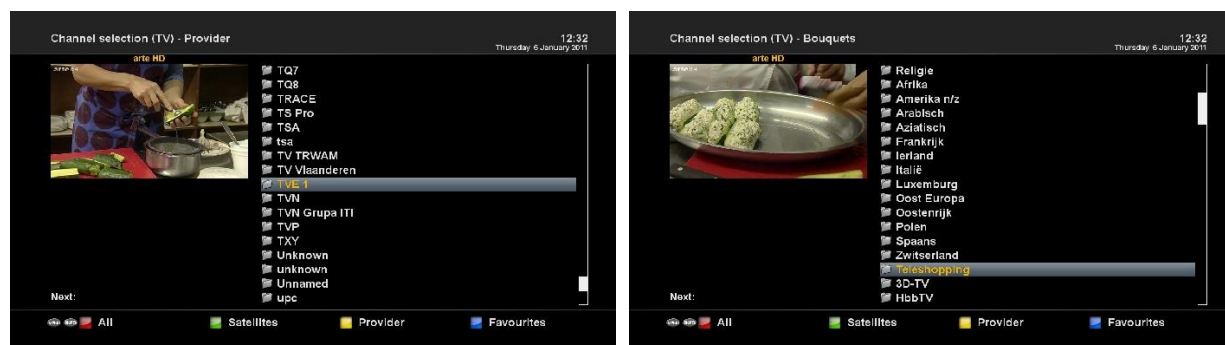 Channel selection (TV) - Provider
12:32
Thursday 6 January 2011
arte HD
TQ7
TQ8
TRACE
TS Pro
TSA
tsa
TV TRWAM
TV Vlaanderen
TVE 1
TVN
TVN Grupa ITI
TVP
TXY
Unknown
unknown
Unnamed
upc
Next:
All
Satellites
Provider
Favourites
Channel selection (TV) - Bouquets
12:32
Thursday 6 January 2011
arte HD
Religie
Afrika
Amerika n/z
Arabisch
Aziatisch
Frankrijk
Ierland
Italië
Luxemburg
Oost Europa
Oostenrijk
Polen
Spaans
Zwitserland
Teleshopping
3D-TV
HbbTV
Next:
All
Satellites
Provider
Favourites